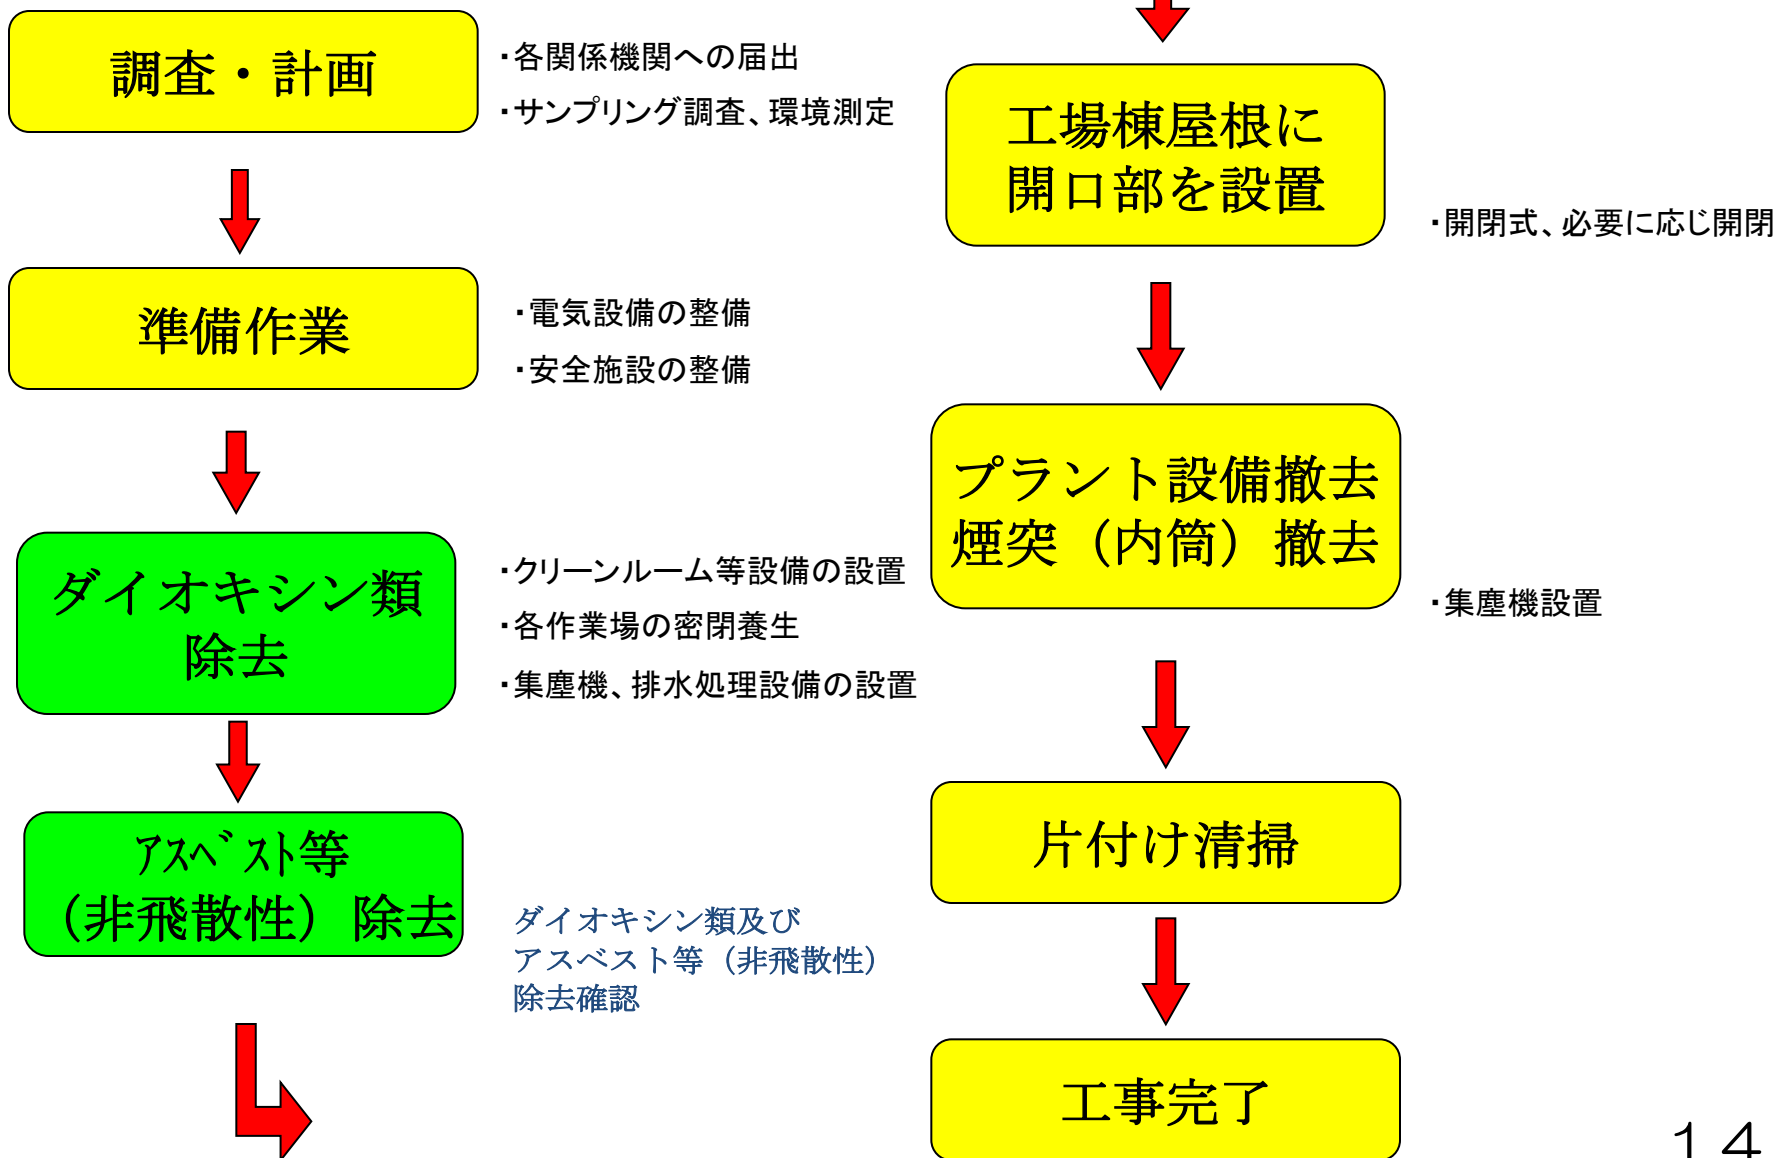 調査・計画
・各関係機関への届出
・サンプリング調査、環境測定
準備作業
・電気設備の整備
・安全施設の整備
ダイオキシン類
除去
・クリーンルーム等設備の設置
・各作業場の密閉養生
・集塵機、排水処理設備の設置
ｱｽﾍﾞｽﾄ等
（非飛散性）除去
ダイオキシン類及び
アスベスト等（非飛散性）
除去確認
工場棟屋根に
開口部を設置
・開閉式、必要に応じ開閉
プラント設備撤去
煙突（内筒）撤去
・集塵機設置
片付け清掃
工事完了
１４